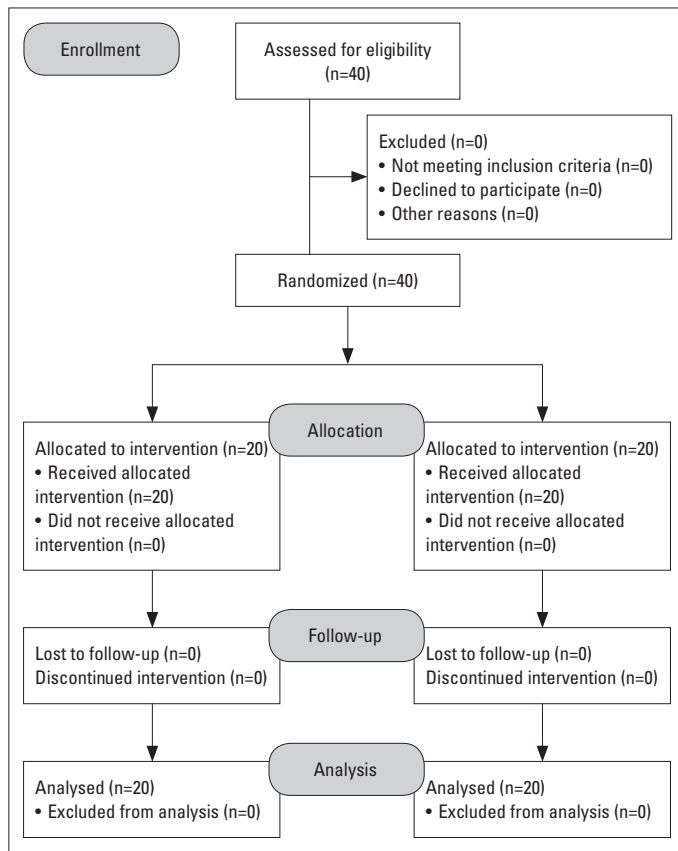 Enrollment
Assessed for eligibility
(n=40)
Excluded (n=0)
• Not meeting inclusion criteria (n=0)
• Declined to participate (n=0)
• Other reasons (n=0)
Randomized (n=40)
Allocation
Allocated to intervention (n=20)
• Received allocated
intervention (n=20)
• Did not receive allocated
intervention (n=0)
Allocated to intervention (n=20)
• Received allocated
intervention (n=20)
• Did not receive allocated
intervention (n=0)
Follow-up
Lost to follow-up (n=0)
Discontinued intervention (n=0)
Lost to follow-up (n=0)
Discontinued intervention (n=0)
Analysis
Analysed (n=20)
• Excluded from analysis (n=0)
Analysed (n=20)
• Excluded from analysis (n=0)